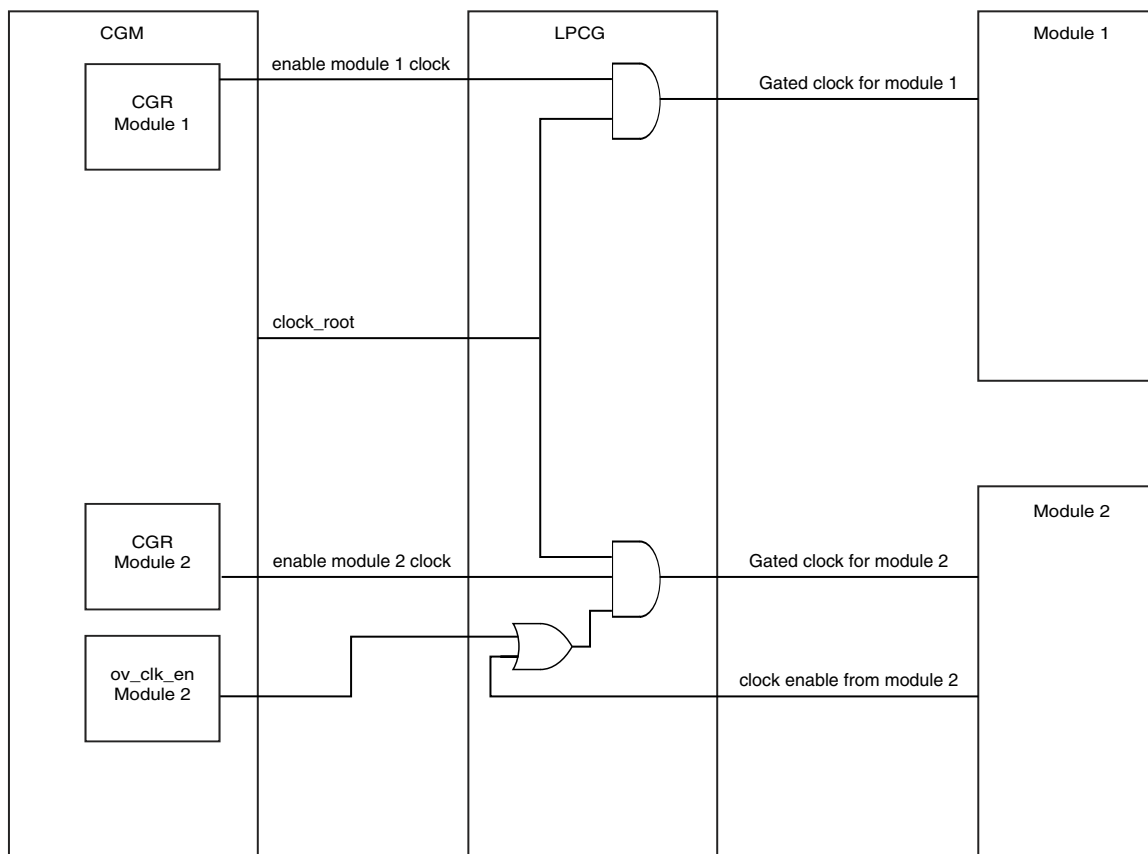 CGM
LPCG
Module 1
enable module 1 clock
CGR
Module 1
Gated clock for module 1
clock_root
Module 2
CGR
Module 2
enable module 2 clock
Gated clock for module 2
ov_clk_en
Module 2
clock enable from module 2